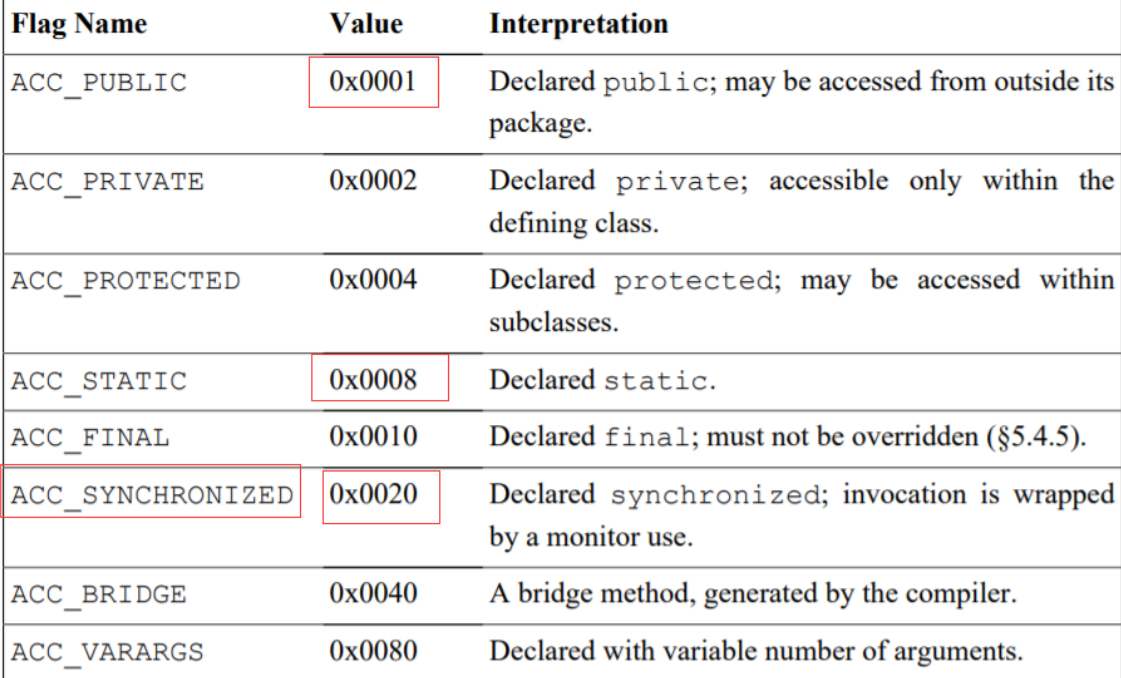 Flag Name Value Interpretation
ACC_PUBLIC 0x0001 Declared public; may be accessed from outside its
package.
ACC_PRIVATE 0x0002 Declared private; accessible only within the
defining class.
ACC_PROTECTED 0x0004 Declared protected; may be accessed within
subclasses.
ACC_STATIC 0x0008 Declared static.
ACC_FINAL 0x0010 Declared final; must not be overridden (§5.4.5).
ACC_SYNCHRONIZED 0x0020 Declared synchronized; invocation is wrapped
by a monitor use.
ACC_BRIDGE 0x0040 A bridge method, generated by the compiler.
ACC_VARARGS 0x0080 Declared with variable number of arguments.